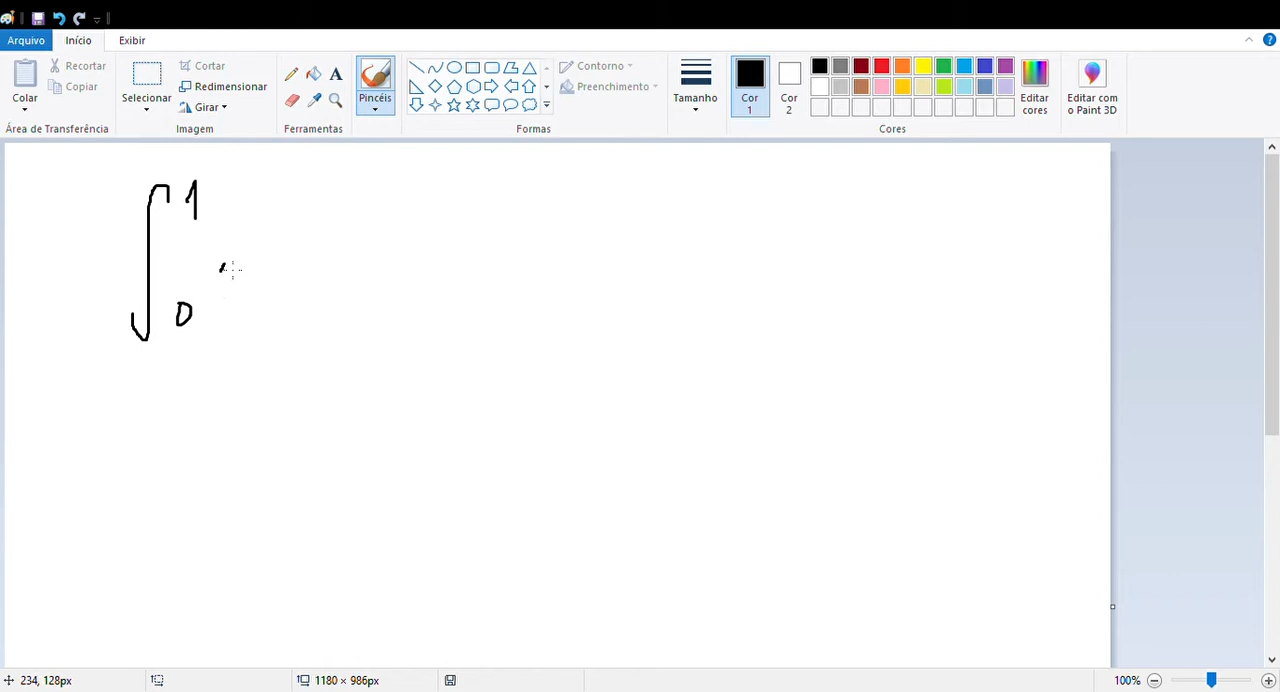 Arquivo Início Exibir
Colar Recortar Copiar Selecionar Cortar Redimensionar Girar A Pincéis Contorno Preenchimento Tamanho Cor 1 Cor 2 Editar cores Editar com o Paint 3D
Área de Transferência Imagem Ferramentas Formas Cores
∫ 1
0
234, 128px 1180 × 986px 100%